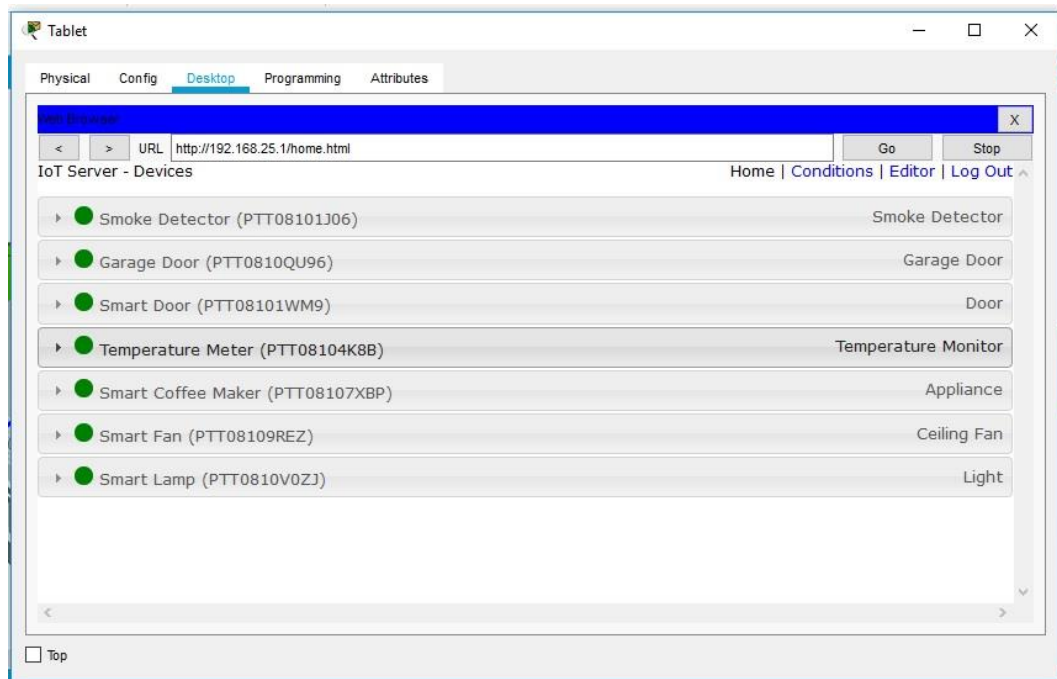 Tablet
Physical Config Desktop Programming Attributes
Web Browser X
< > URL http://192.168.25.1/home.html Go Stop
IoT Server - Devices Home | Conditions | Editor | Log Out
Smoke Detector (PTT08101J06) Smoke Detector
Garage Door (PTT0810QU96) Garage Door
Smart Door (PTT08101WM9) Door
Temperature Meter (PTT08104K8B) Temperature Monitor
Smart Coffee Maker (PTT08107XBP) Appliance
Smart Fan (PTT08109REZ) Ceiling Fan
Smart Lamp (PTT0810V0ZJ) Light
Top